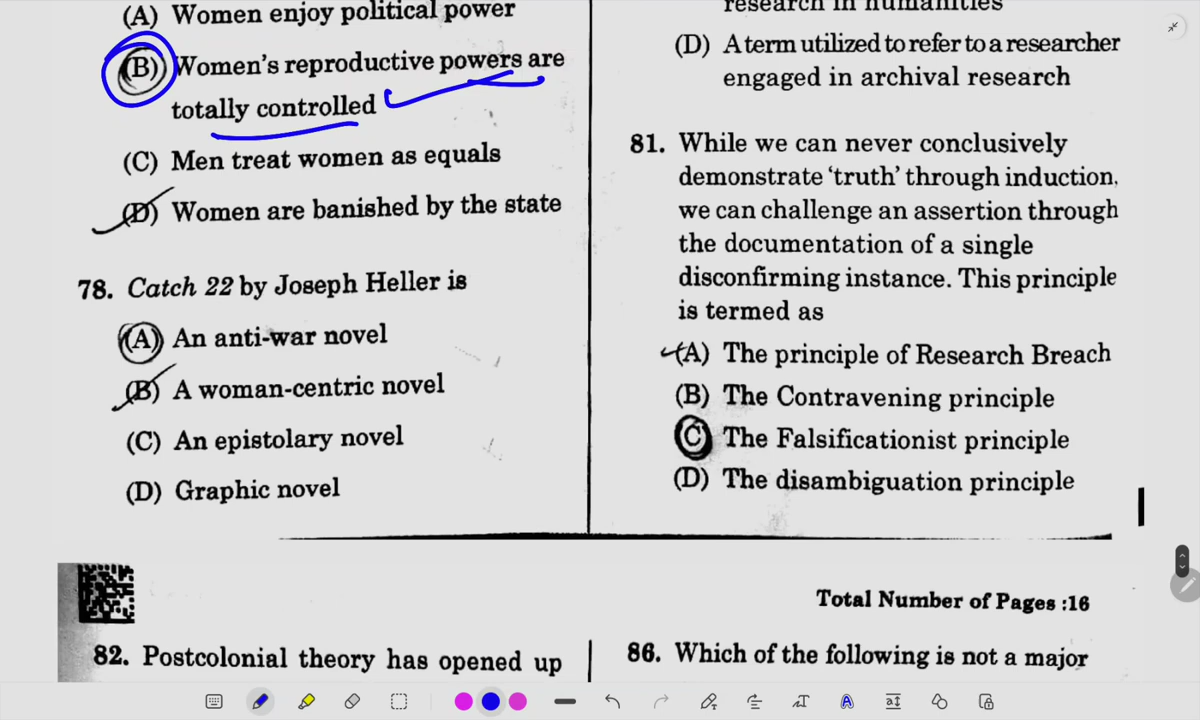 (A) Women enjoy political power
(B) Women's reproductive powers are
totally controlled
(C) Men treat women as equals
(D) Women are banished by the state
78. Catch 22 by Joseph Heller is
(A) An anti-war novel
(B) A woman-centric novel
(C) An epistolary novel
(D) Graphic novel
research in humanities
(D) A term utilized to refer to a researcher
engaged in archival research
81. While we can never conclusively
demonstrate 'truth' through induction,
we can challenge an assertion through
the documentation of a single
disconfirming instance. This principle
is termed as
(A) The principle of Research Breach
(B) The Contravening principle
(C) The Falsificationist principle
(D) The disambiguation principle
Total Number of Pages :16
82. Postcolonial theory has opened up
86. Which of the following is not a major